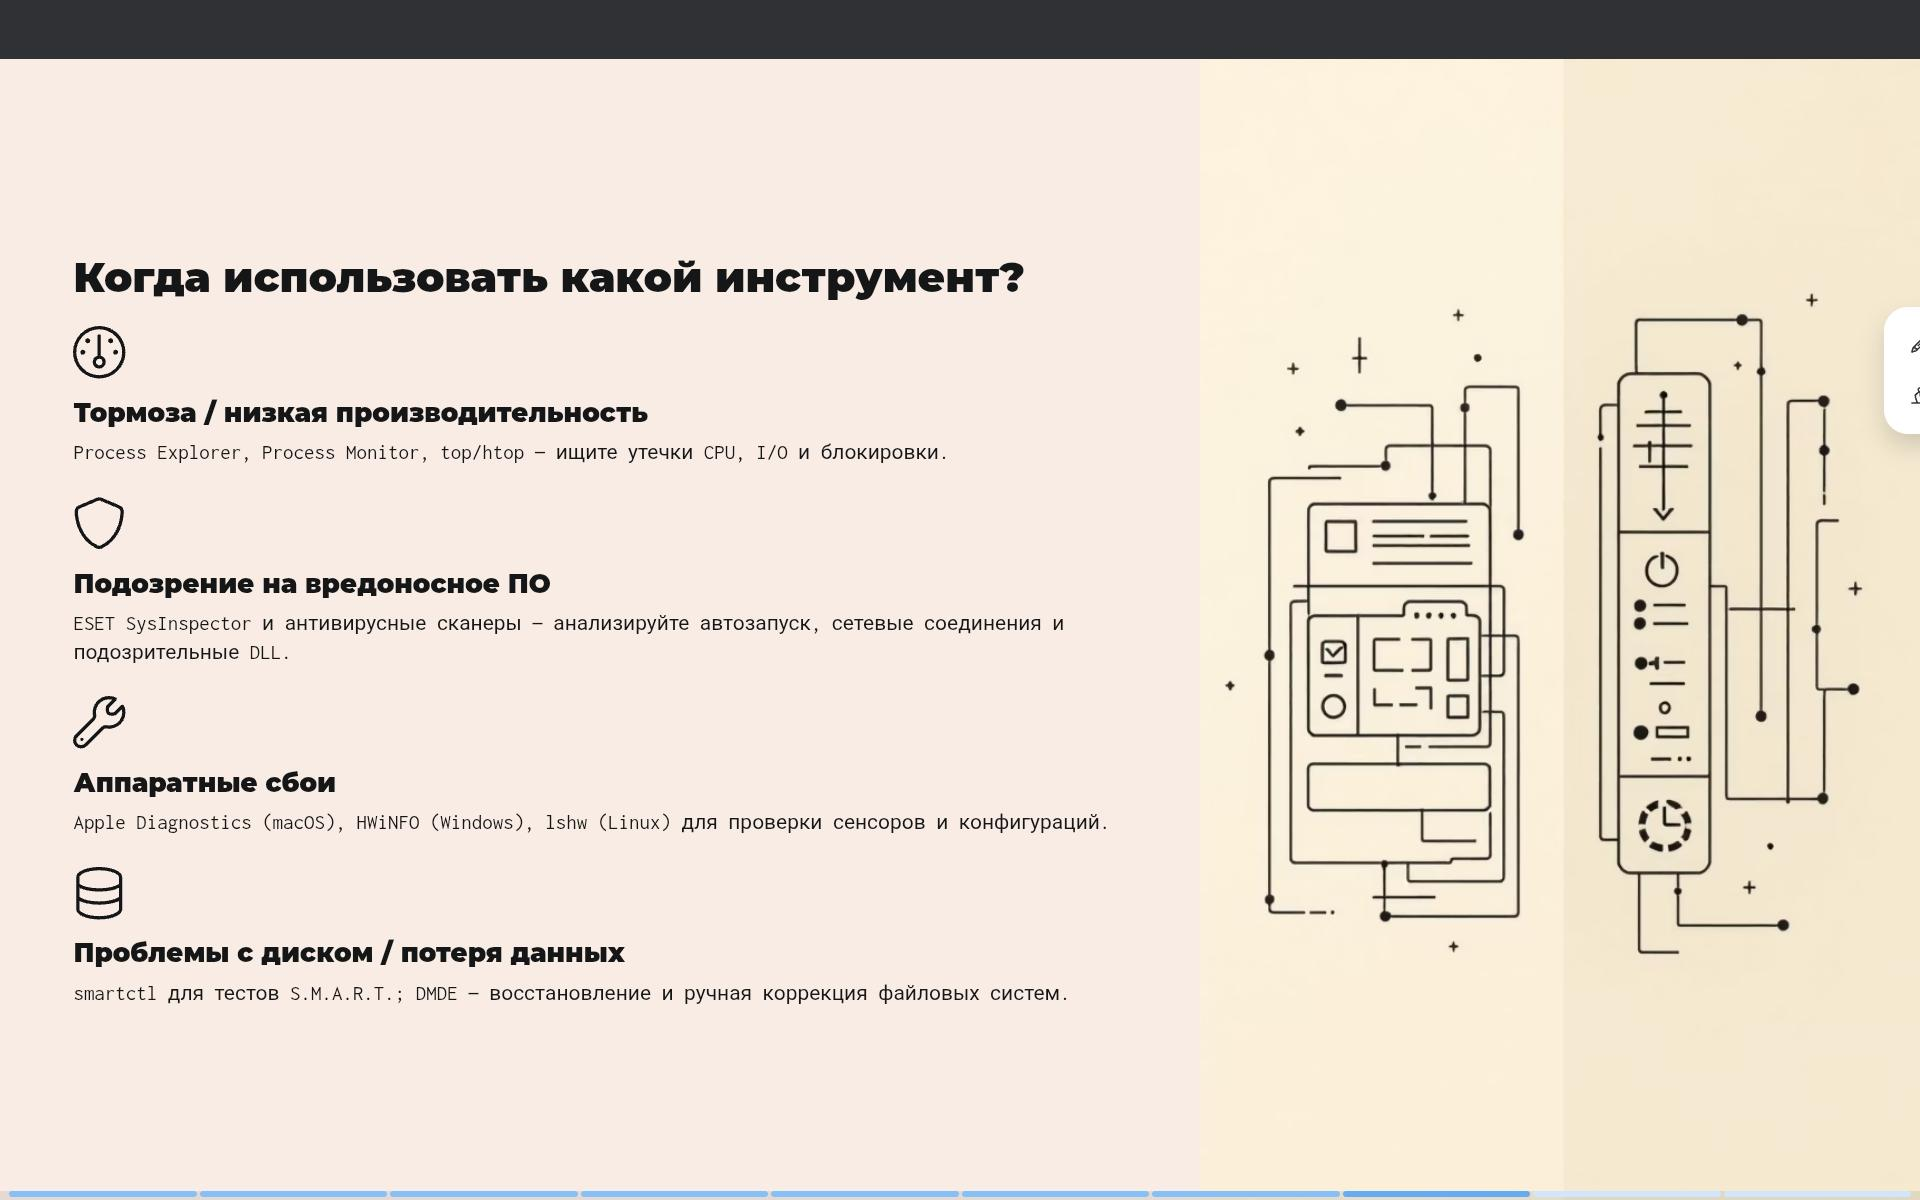 Когда использовать какой инструмент?
Тормоза / низкая производительность
Process Explorer, Process Monitor, top/htop — ищите утечки CPU, I/O и блокировки.
Подозрение на вредоносное ПО
ESET SysInspector и антивирусные сканеры — анализируйте автозапуск, сетевые соединения и
подозрительные DLL.
Аппаратные сбои
Apple Diagnostics (macOS), HWiNFO (Windows), lshw (Linux) для проверки сенсоров и конфигураций.
Проблемы с диском / потеря данных
smartctl для тестов S.M.A.R.T.; DMDE — восстановление и ручная коррекция файловых систем.